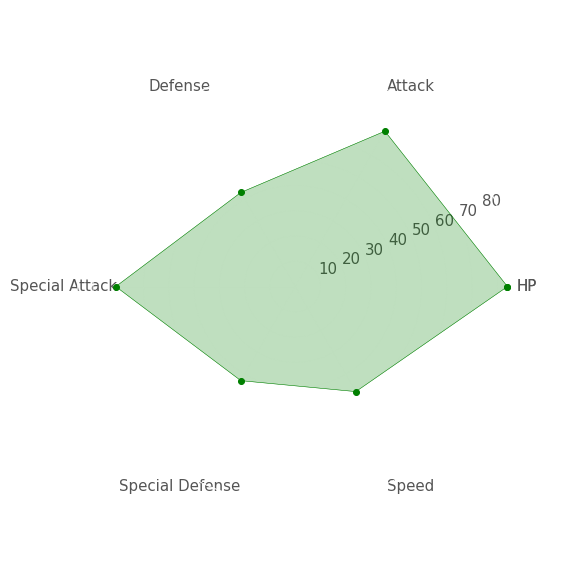 Defense
Attack
80
70
60
50
40
30
20
10
Special Attack
HP
Special Defense
Speed